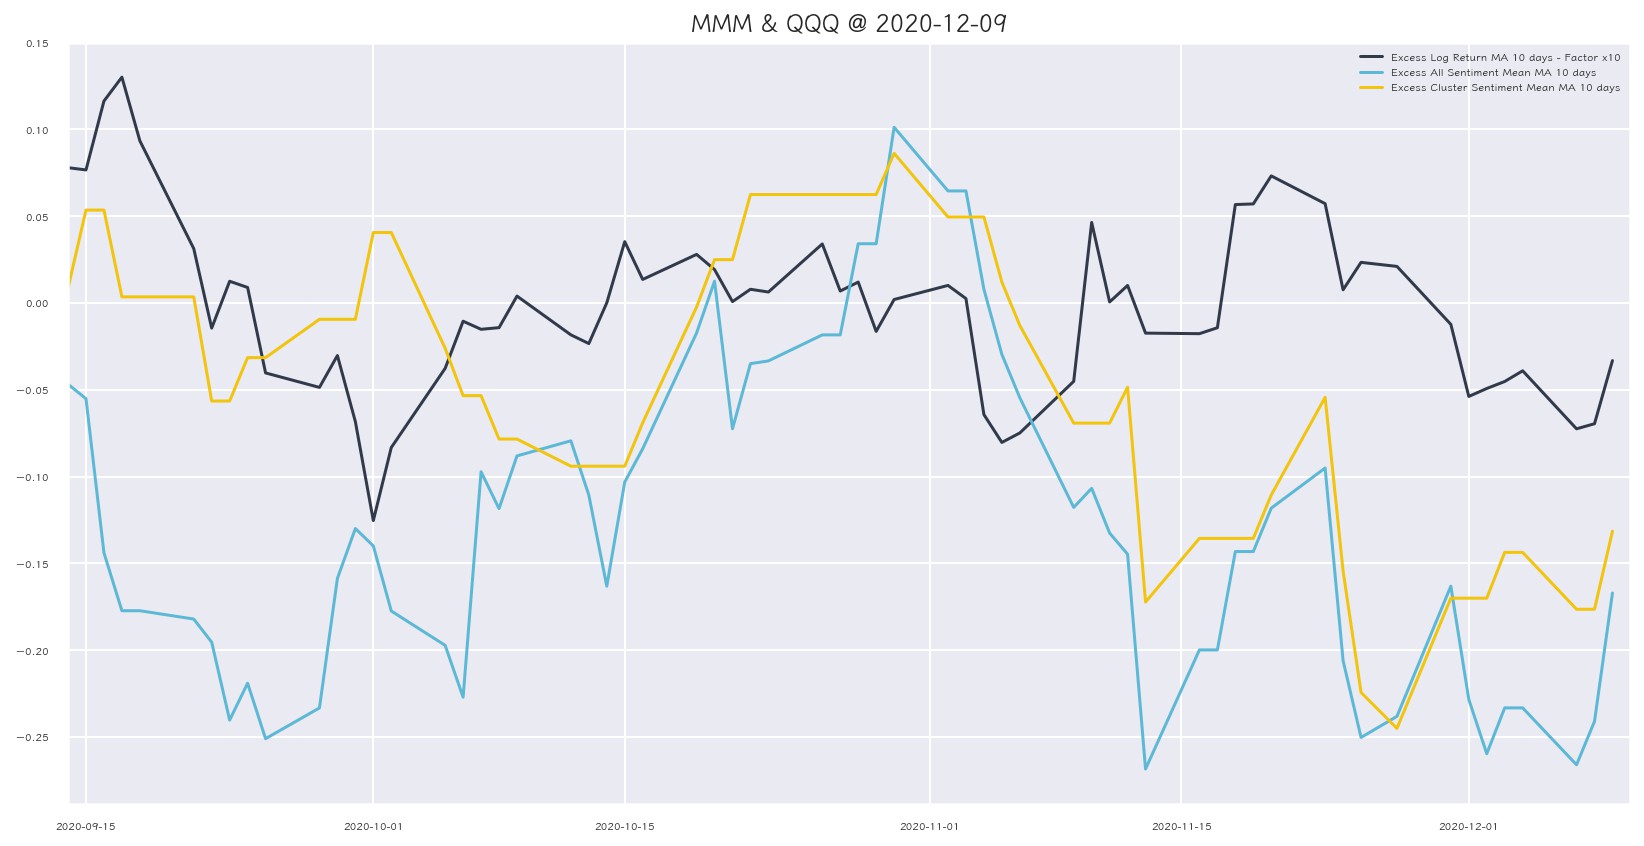 MMM & QQQ @ 2020-12-09
Excess Log Return MA 10 days - Factor x10
Excess All Sentiment Mean MA 10 days
Excess Cluster Sentiment Mean MA 10 days
0.15
0.10
0.05
0.00
−0.05
−0.10
−0.15
−0.20
−0.25
2020-09-15 2020-10-01 2020-10-15 2020-11-01 2020-11-15 2020-12-01